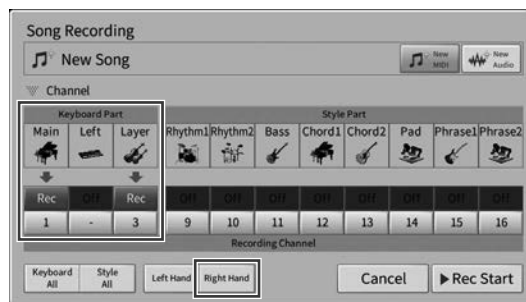 Song Recording
New Song
New MIDI
New Audio
Channel
Keyboard Part
Style Part
Main Left Layer Rhythm1 Rhythm2 Bass Chord1 Chord2 Pad Phrase1 Phrase2
Rec Off Rec Off Off Off Off Off Off Off Off
1 - 3 9 10 11 12 13 14 15 16
Recording Channel
Keyboard All
Style All
Left Hand
Right Hand
Cancel
Rec Start